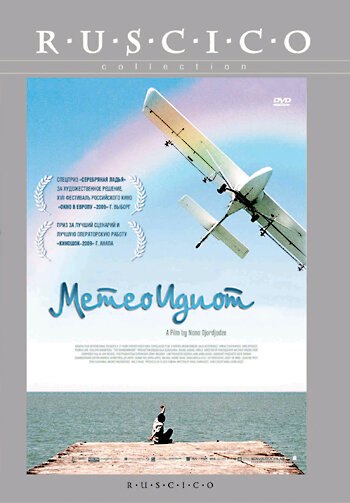 R·U·S·C·I·C·O
collection
DVD
СПЕЦПРИЗ «СЕРЕБРЯНАЯ ЛАДЬЯ»
ЗА ХУДОЖЕСТВЕННОЕ РЕШЕНИЕ
XVII ФЕСТИВАЛЬ РОССИЙСКОГО КИНО
«ОКНО В ЕВРОПУ -2009» Г. ВЫБОРГ
ПРИЗ ЗА ЛУЧШИЙ СЦЕНАРИЙ И
ЛУЧШУЮ ОПЕРАТОРСКУЮ РАБОТУ
«КИНОШОК-2009» Г. АНАПА
МетеоИдиот
A Film by Nana Djordjadze
R·U·S·C·I·C·O